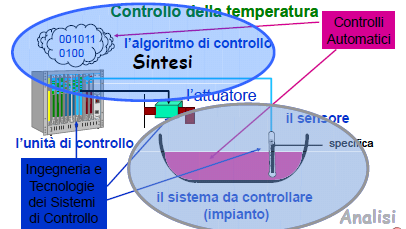 Controllo della temperatura
001011
0100
l'algoritmo di controllo
Sintesi
Controlli
Automatici
l'attuatore
il sensore
specifica
l'unità di controllo
Ingegneria e
Tecnologie
dei Sistemi
di Controllo
il sistema da controllare
(impianto)
Analisi